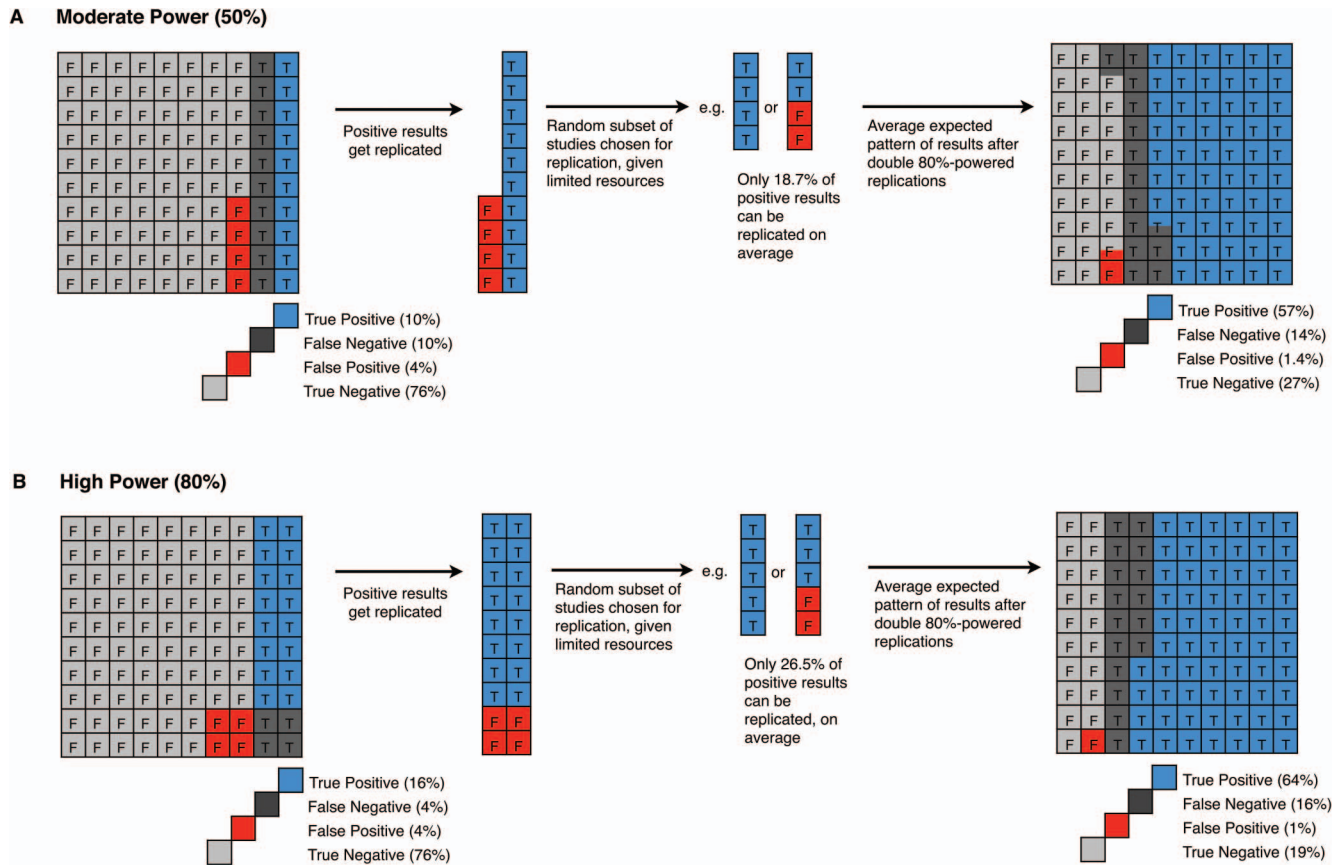 A Moderate Power (50%)
F F F F F F F F T T
F F F F F F F F T T
F F F F F F F F T T
F F F F F F F F T T
F F F F F F F F T T
F F F F F F F F T T
F F F F F F F F T T
F F F F F F F F T T
F F F F F F F F T T
F F F F F F F F T T
True Positive (10%)
False Negative (10%)
False Positive (4%)
True Negative (76%)
Positive results
get replicated
T
T
T
T
T
T
F T
F T
F T
F T
Random subset of
studies chosen for
replication, given
limited resources
T T
T T
e.g. or
T F
T F
Only 18.7% of
positive results
can be
replicated on
average
Average expected
pattern of results after
double 80%-powered
replications
F F T T T T T T T T
F F F T T T T T T T
F F F T T T T T T T
F F F T T T T T T T
F F F T T T T T T T
F F F T T T T T T T
F F F T T T T T T T
F F F T T T T T T T
F F F T T T T T T T
F F F T T T T T T T
True Positive (57%)
False Negative (14%)
False Positive (1.4%)
True Negative (27%)
B High Power (80%)
F F F F F F F F T T
F F F F F F F F T T
F F F F F F F F T T
F F F F F F F F T T
F F F F F F F F T T
F F F F F F F F T T
F F F F F F F F T T
F F F F F F F F T T
F F F F F F F F T T
F F F F F F F F T T
True Positive (16%)
False Negative (4%)
False Positive (4%)
True Negative (76%)
Positive results
get replicated
T T
T T
T T
T T
T T
T T
T T
T T
F F
F F
Random subset of
studies chosen for
replication, given
limited resources
T T
T T
e.g. or
T T
T F
T F
Only 26.5% of
positive results
can be
replicated, on
average
Average expected
pattern of results after
double 80%-powered
replications
F F T T T T T T T T
F F T T T T T T T T
F F T T T T T T T T
F F T T T T T T T T
F F T T T T T T T T
F F T T T T T T T T
F F T T T T T T T T
F F T T T T T T T T
F F T T T T T T T T
F F T T T T T T T T
True Positive (64%)
False Negative (16%)
False Positive (1%)
True Negative (19%)